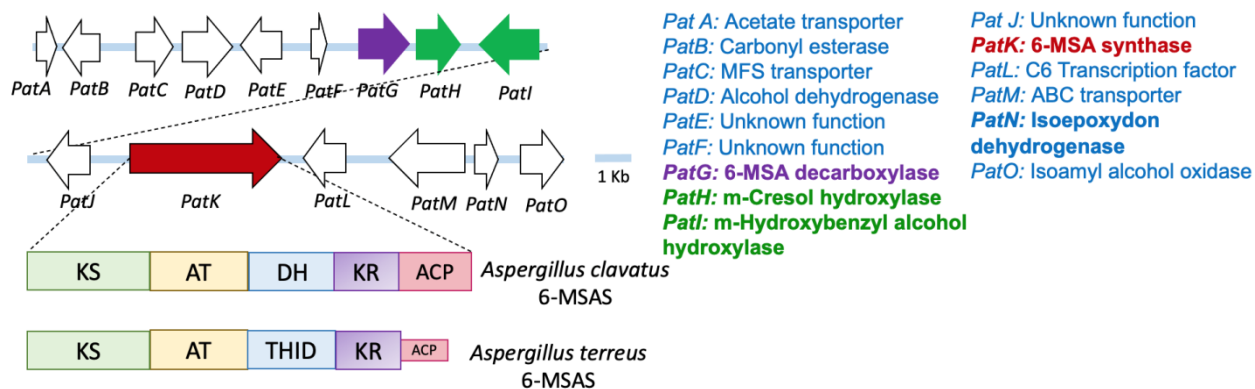 PatA PatB PatC PatD PatE PatF PatG PatH PatI
PatJ PatK PatL PatM PatN PatO
1 Kb
KS AT DH KR ACP
Aspergillus clavatus
6-MSAS
KS AT THID KR ACP
Aspergillus terreus
6-MSAS
Pat A: Acetate transporter
PatB: Carbonyl esterase
PatC: MFS transporter
PatD: Alcohol dehydrogenase
PatE: Unknown function
PatF: Unknown function
PatG: 6-MSA decarboxylase
PatH: m-Cresol hydroxylase
PatI: m-Hydroxybenzyl alcohol
hydroxylase
Pat J: Unknown function
PatK: 6-MSA synthase
PatL: C6 Transcription factor
PatM: ABC transporter
PatN: Isoepoxydon
dehydrogenase
PatO: Isoamyl alcohol oxidase